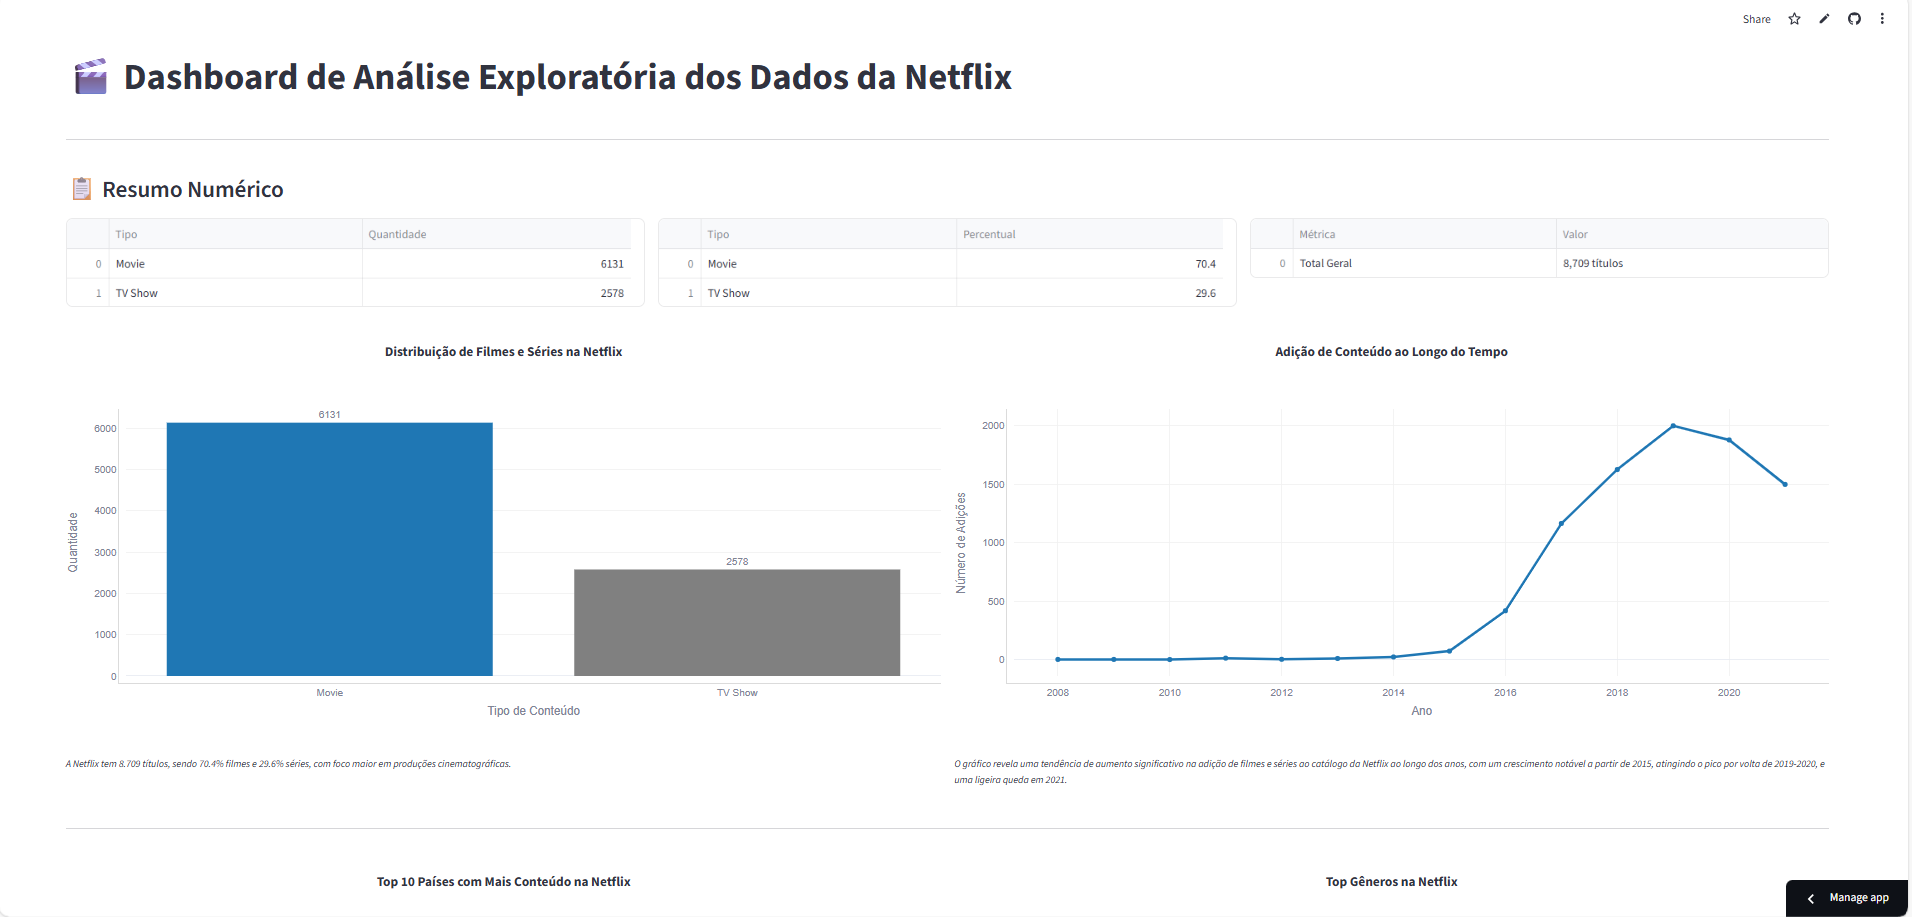 Share
Dashboard de Análise Exploratória dos Dados da Netflix
Resumo Numérico
Tipo Quantidade
0 Movie 6131
1 TV Show 2578
Tipo Percentual
0 Movie 70.4
1 TV Show 29.6
Métrica Valor
0 Total Geral 8,709 títulos
Distribuição de Filmes e Séries na Netflix
6131
2578
6000
5000
4000
3000
2000
1000
0
Quantidade
Movie TV Show
Tipo de Conteúdo
A Netflix tem 8.709 títulos, sendo 70.4% filmes e 29.6% séries, com foco maior em produções cinematográficas.
Adição de Conteúdo ao Longo do Tempo
2000
1500
1000
500
0
Número de Adições
2008 2010 2012 2014 2016 2018 2020
Ano
O gráfico revela uma tendência de aumento significativo na adição de filmes e séries ao catálogo da Netflix ao longo dos anos, com um crescimento notável a partir de 2015, atingindo o pico por volta de 2019-2020, e
uma ligeira queda em 2021.
Top 10 Países com Mais Conteúdo na Netflix
Top Gêneros na Netflix
Manage app